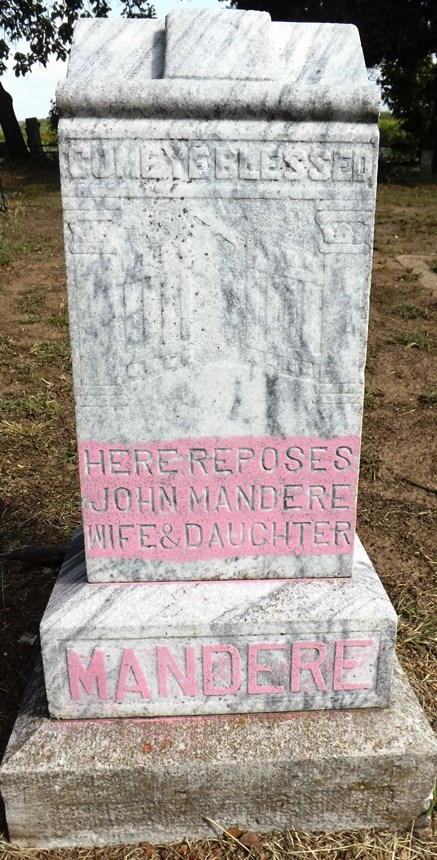 COME YE BLESSED
HERE REPOSES
JOHN MANDERE
WIFE & DAUGHTER
MANDERE